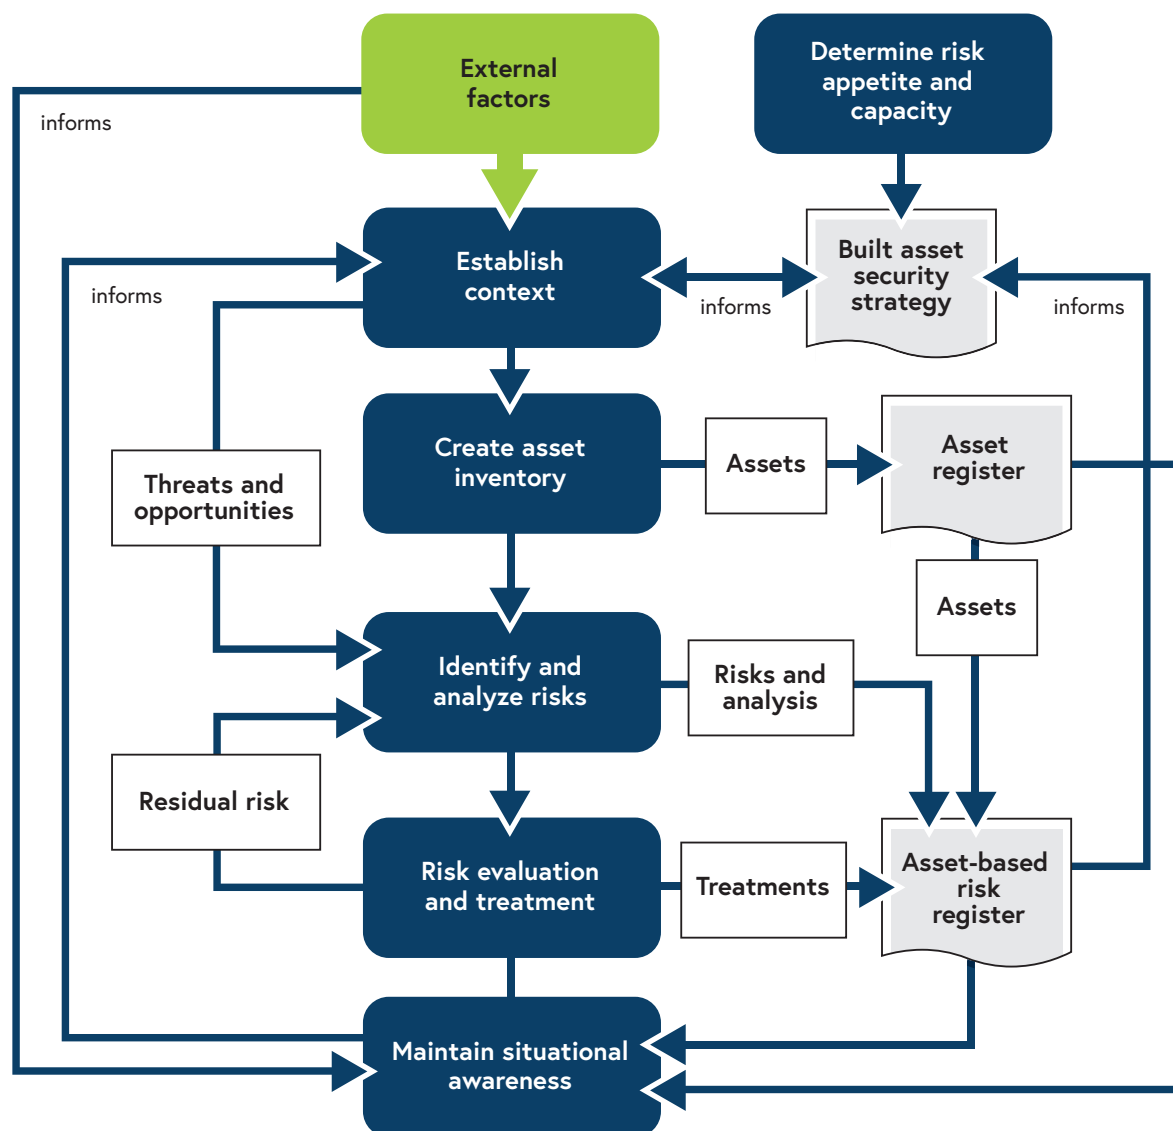 External
factors
Determine risk
appetite and
capacity
informs
Establish
context
informs
informs
Built asset
security
strategy
informs
Create asset
inventory
Assets
Asset
register
Threats and
opportunities
Assets
Identify and
analyze risks
Risks and
analysis
Residual risk
Risk evaluation
and treatment
Treatments
Asset-based
risk
register
Maintain situational
awareness